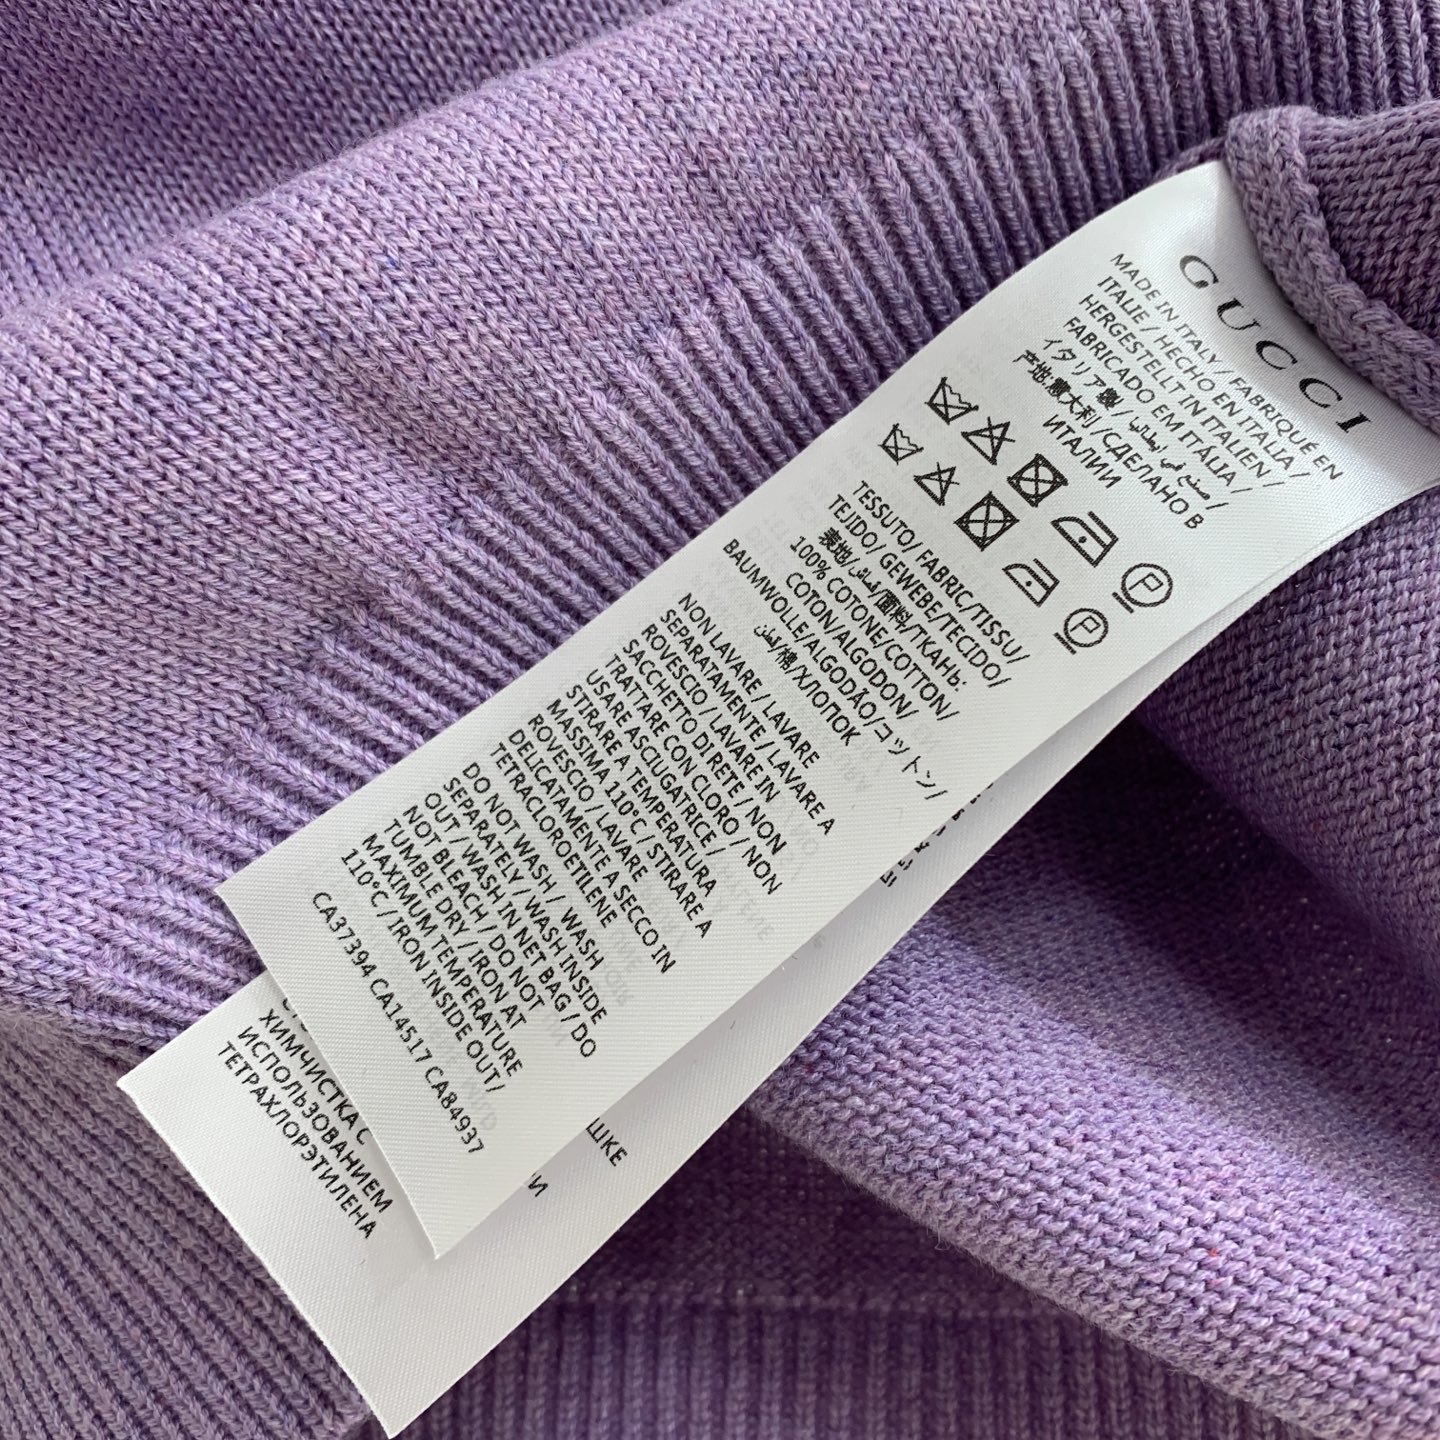 GUCCI
MADE IN ITALY / FABRIQUÉ EN
ITALIE / HECHO EN ITALIA /
HERGESTELLT IN ITALIEN /
FABRICADO EM ITÁLIA /
イタリア製 / صنع في إيطاليا /
产地意大利 / СДЕЛАНО В
ИТАЛИИ
P
P
TESSUTO/ FABRIC/TISSU/
TEJIDO/ GEWEBE/TECIDO/
表地/قماش/面料/ТКАНЬ:
100% COTONE/COTTON/
COTON/ALGODON/
BAUMWOLLE/ALGODÃO/コットン/
قطن/棉/ХЛОПОК
NON LAVARE / LAVARE
SEPARATAMENTE / LAVARE A
ROVESCIO / LAVARE IN
SACCHETTO DI RETE / NON
TRATTARE CON CLORO / NON
USARE ASCIUGATRICE /
STIRARE A TEMPERATURA
MASSIMA 110°C / STIRARE A
ROVESCIO / LAVARE
DELICATAMENTE A SECCO IN
TETRACLOROETILENE
DO NOT WASH / WASH
SEPARATELY / WASH INSIDE
OUT / WASH IN NET BAG / DO
NOT BLEACH / DO NOT
TUMBLE DRY / IRON AT
MAXIMUM TEMPERATURE
110°C / IRON INSIDE OUT /
CA37394 CA14517 CA84937
ХИМЧИСТКА С
ИСПОЛЬЗОВАНИЕМ
ТЕТРАХЛОРЭТИЛЕНА
ШКЕ
И